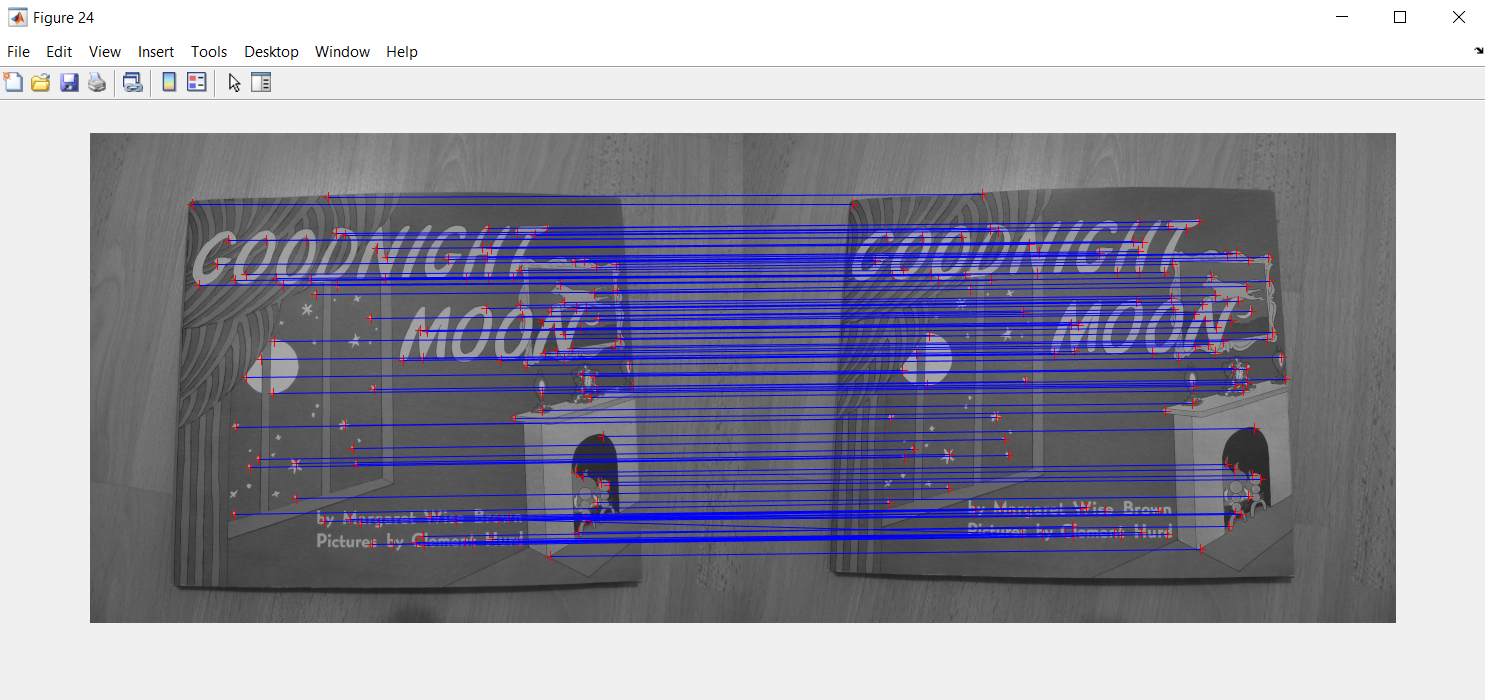 Figure 24
File Edit View Insert Tools Desktop Window Help
GOODNIGHT
MOON
by Margaret Wise Brown
Pictures by Clement Hurd
GOODNIGHT
MOON
by Margaret Wise Brown
Pictures by Clement Hurd